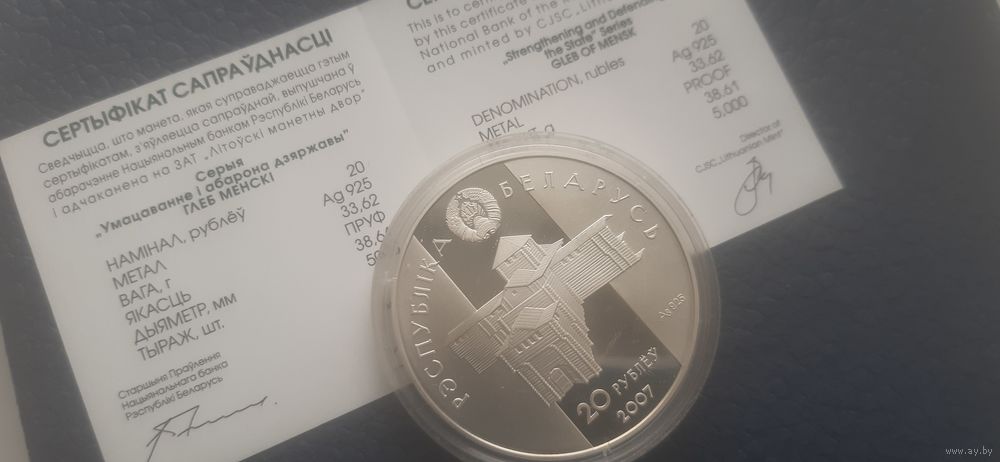 СЕРТЫФІКАТ САПРАЎДНАСЦІ
Сведчыцца, што манета, якая суправаджаецца гэтым
сертыфікатам, з'яўляецца сапраўднай, выпушчана ў
абарачэнне Нацыянальным банкам Рэспублікі Беларусь
і адчаканена на ЗАТ „Літоўскі манетны двор"
Серыя
„Умацаванне і абарона дзяржавы"
ГЛЕБ МЕНСКІ
НАМІНАЛ, рублёў 20
МЕТАЛ Ag 925
ВАГА, г 33,62
ЯКАСЦЬ ПРУФ
ДЫЯМЕТР, мм 38,6
ТЫРАЖ, шт. 50
Старшыня Праўлення
Нацыянальнага банка
Рэспублікі Беларусь
This is to certify
by this certificate
National Bank of the
and minted by CJSC „Lithuanian
„Strengthening and Defending
the State" Series
GLEB OF MENSK
DENOMINATION, rubles 20
METAL Ag 925
33.62
PROOF
38.61
5,000
Director of
CJSC „Lithuanian Mint"
РЭСПУБЛІКА БЕЛАРУСЬ
Ag 925
20 РУБЛЁЎ
2007
www.ay.by